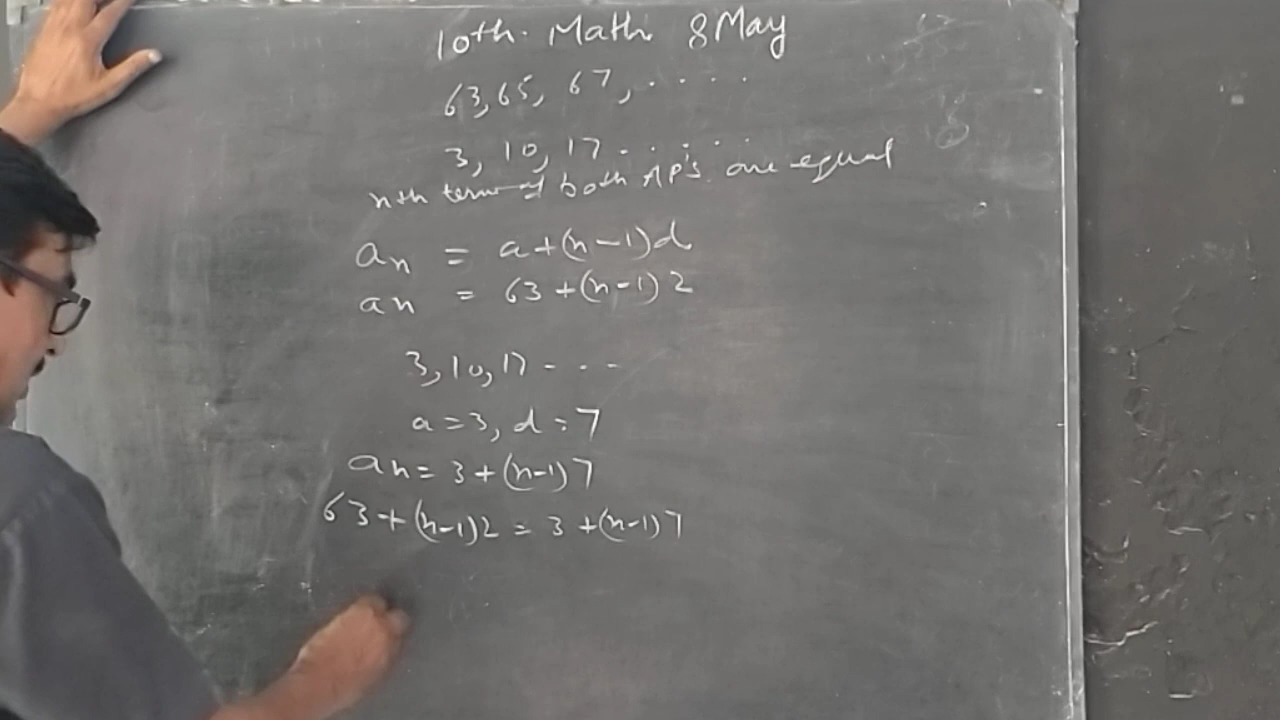 10th. Math 8 May
63, 65, 67, . . . .
3, 10, 17 . . . . .
nth term of both AP's are equal
an = a+(n-1)d
an = 63+(n-1)2
3, 10, 17 - - -
a=3, d=7
an=3+(n-1)7
63+(n-1)2=3+(n-1)7